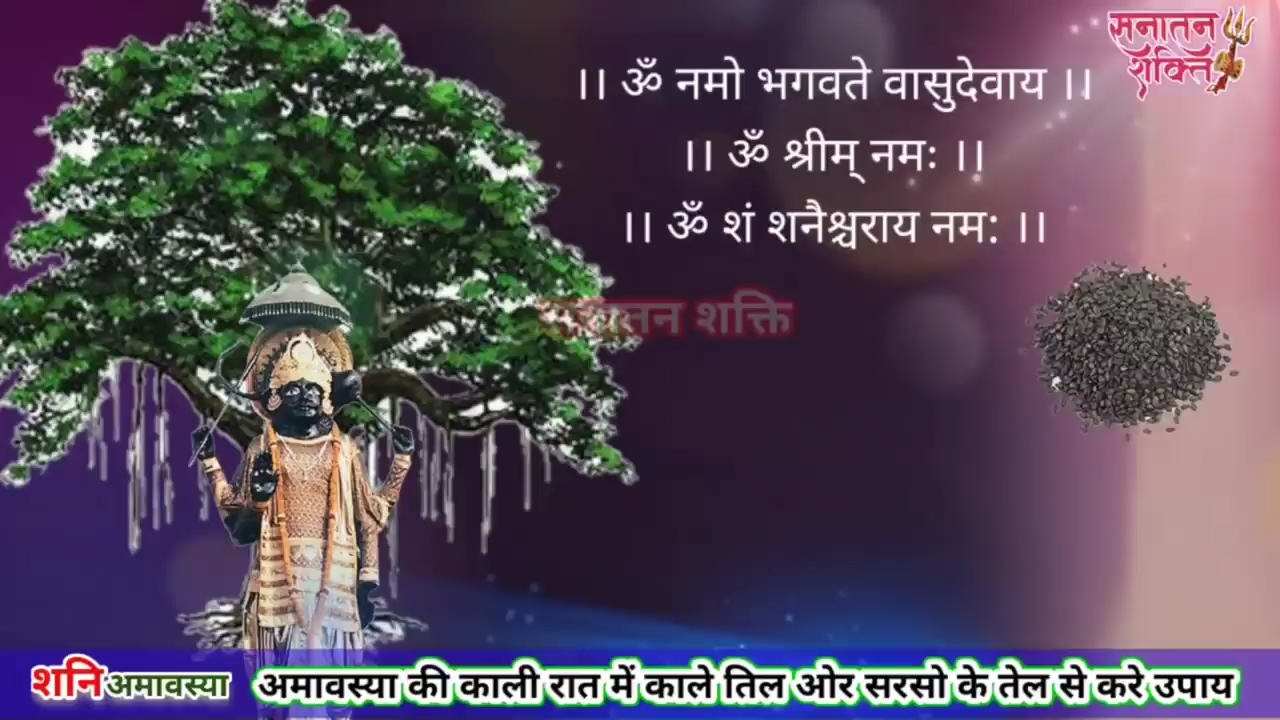 सनातन
शक्ति
।। ॐ नमो भगवते वासुदेवाय ।।
।। ॐ श्रीम् नमः ।।
।। ॐ शं शनैश्चराय नम: ।।
सनातन शक्ति
शनि अमावस्या
अमावस्या की काली रात में काले तिल ओर सरसो के तेल से करे उपाय